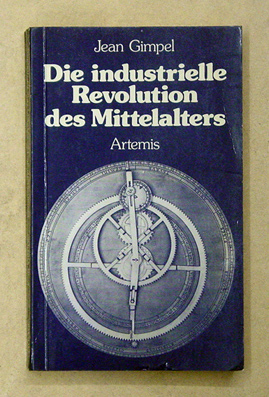 Jean Gimpel
Die industrielle
Revolution
des Mittelalters
Artemis